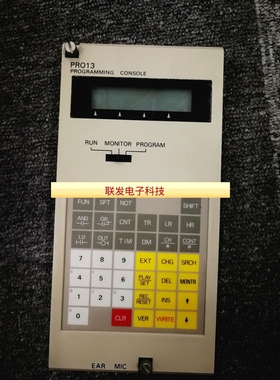 PRO13
PROGRAMMING CONSOLE
RUN MONITOR PROGRAM
联发电子科技
SHIFT
FUN SFT NOT
AND OR CNT TR LR HR
LD OUT TIM DM CH CONT
7 8 9 EXT CHG SRCH
4 5 6 PLAY SET DEL MONTR
1 2 3 REC RESET INS ↑
0 CLR VER WRITE ↓
EAR MIC